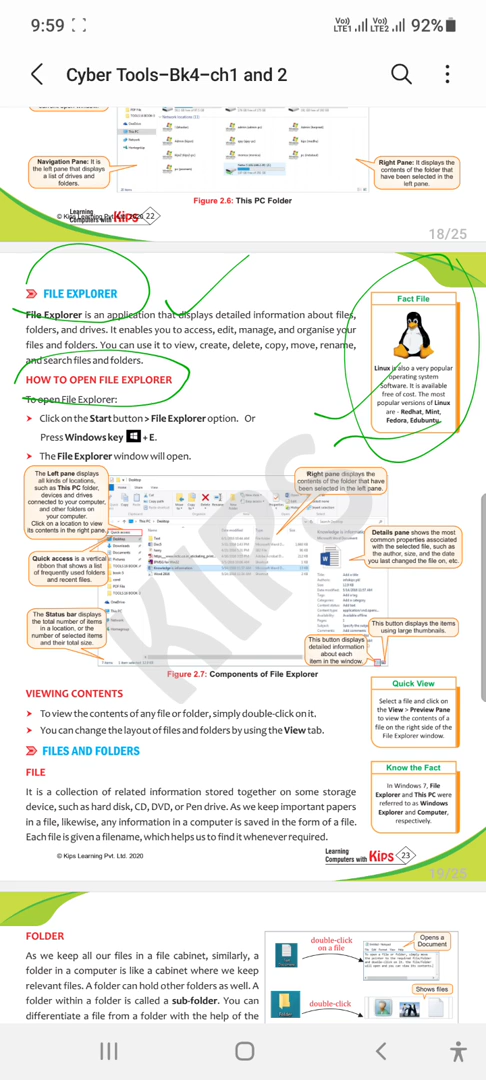 9:59
Vo)) Vo))
LTE1 LTE2 92%
Cyber Tools-Bk4-ch1 and 2
Navigation Pane: It is
the left pane that displays
a list of drives and
folders.
Right Pane: It displays the
contents of the folder that
have been selected in the
left pane.
Figure 2.6: This PC Folder
© Kips Learning Pvt. Ltd. 2020
Learning
Computers with Kips 22
18/25
FILE EXPLORER
File Explorer is an application that displays detailed information about files,
folders, and drives. It enables you to access, edit, manage, and organise your
files and folders. You can use it to view, create, delete, copy, move, rename,
and search files and folders.
HOW TO OPEN FILE EXPLORER
To open File Explorer:
Click on the Start button > File Explorer option. Or
Press Windows key + E.
The File Explorer window will open.
Fact File
Linux is also a very popular
operating system
Software. It is available
free of cost. The most
popular versions of Linux
are - Redhat, Mint,
Fedora, Edubuntu.
The Left pane displays
all kinds of locations,
such as This PC folder,
devices and drives
connected to your computer,
and other folders on
your computer.
Click on a location to view
its contents in the right pane.
Quick access is a vertical
ribbon that shows a list
of frequently used folders
and recent files.
The Status bar displays
the total number of items
in a location, or the
number of selected items
and their total size.
Right pane displays the
contents of the folder that have
been selected in the left pane.
Details pane shows the most
common properties associated
with the selected file, such as
the author, size, and the date
you last changed the file on, etc.
This button displays the items
using large thumbnails.
This button displays
detailed information
about each
item in the window.
KIPS
Figure 2.7: Components of File Explorer
VIEWING CONTENTS
To view the contents of any file or folder, simply double-click on it.
You can change the layout of files and folders by using the View tab.
Quick View
Select a file and click on
the View > Preview Pane
to view the contents of a
file on the right side of the
File Explorer window.
FILES AND FOLDERS
FILE
It is a collection of related information stored together on some storage
device, such as hard disk, CD, DVD, or Pen drive. As we keep important papers
in a file, likewise, any information in a computer is saved in the form of a file.
Each file is given a filename, which helps us to find it whenever required.
Know the Fact
In Windows 7, File
Explorer and This PC were
referred to as Windows
Explorer and Computer,
respectively.
© Kips Learning Pvt. Ltd. 2020
Learning
Computers with Kips 23
19/25
FOLDER
As we keep all our files in a file cabinet, similarly, a
folder in a computer is like a cabinet where we keep
relevant files. A folder can hold other folders as well. A
folder within a folder is called a sub-folder. You can
differentiate a file from a folder with the help of the
double-click
on a file
Opens a
Document
double-click
Shows files
Folder